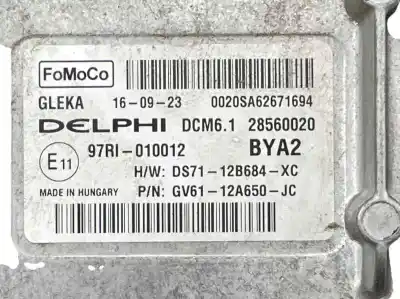 FoMoCo
GLEKA 16-09-23 0020SA62671694
DELPHI DCM6.1 28560020
E11 97RI-010012 BYA2
H/W: DS71-12B684-XC
MADE IN HUNGARY P/N: GV61-12A650-JC